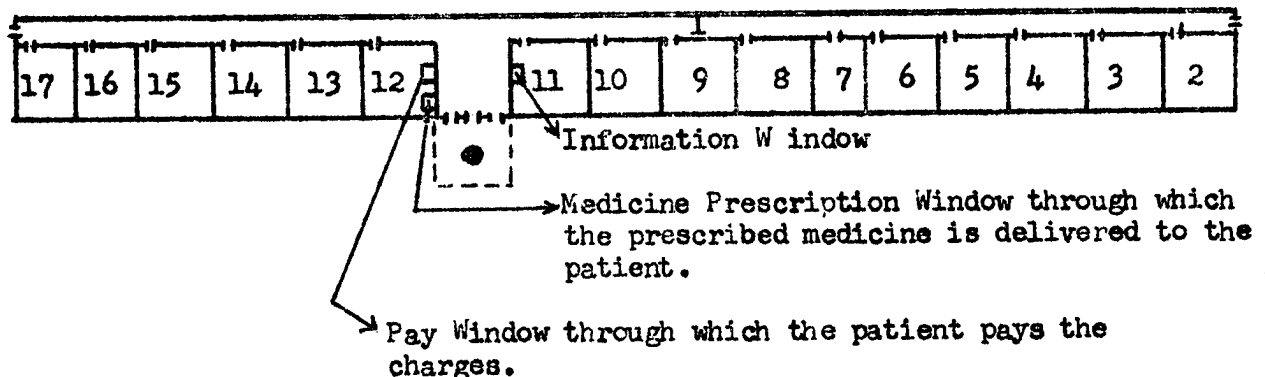 17 16 15 14 13 12 11 10 9 8 7 6 5 4 3 2
Information W indow
Medicine Prescription Window through which
the prescribed medicine is delivered to the
patient.
Pay Window through which the patient pays the
charges.